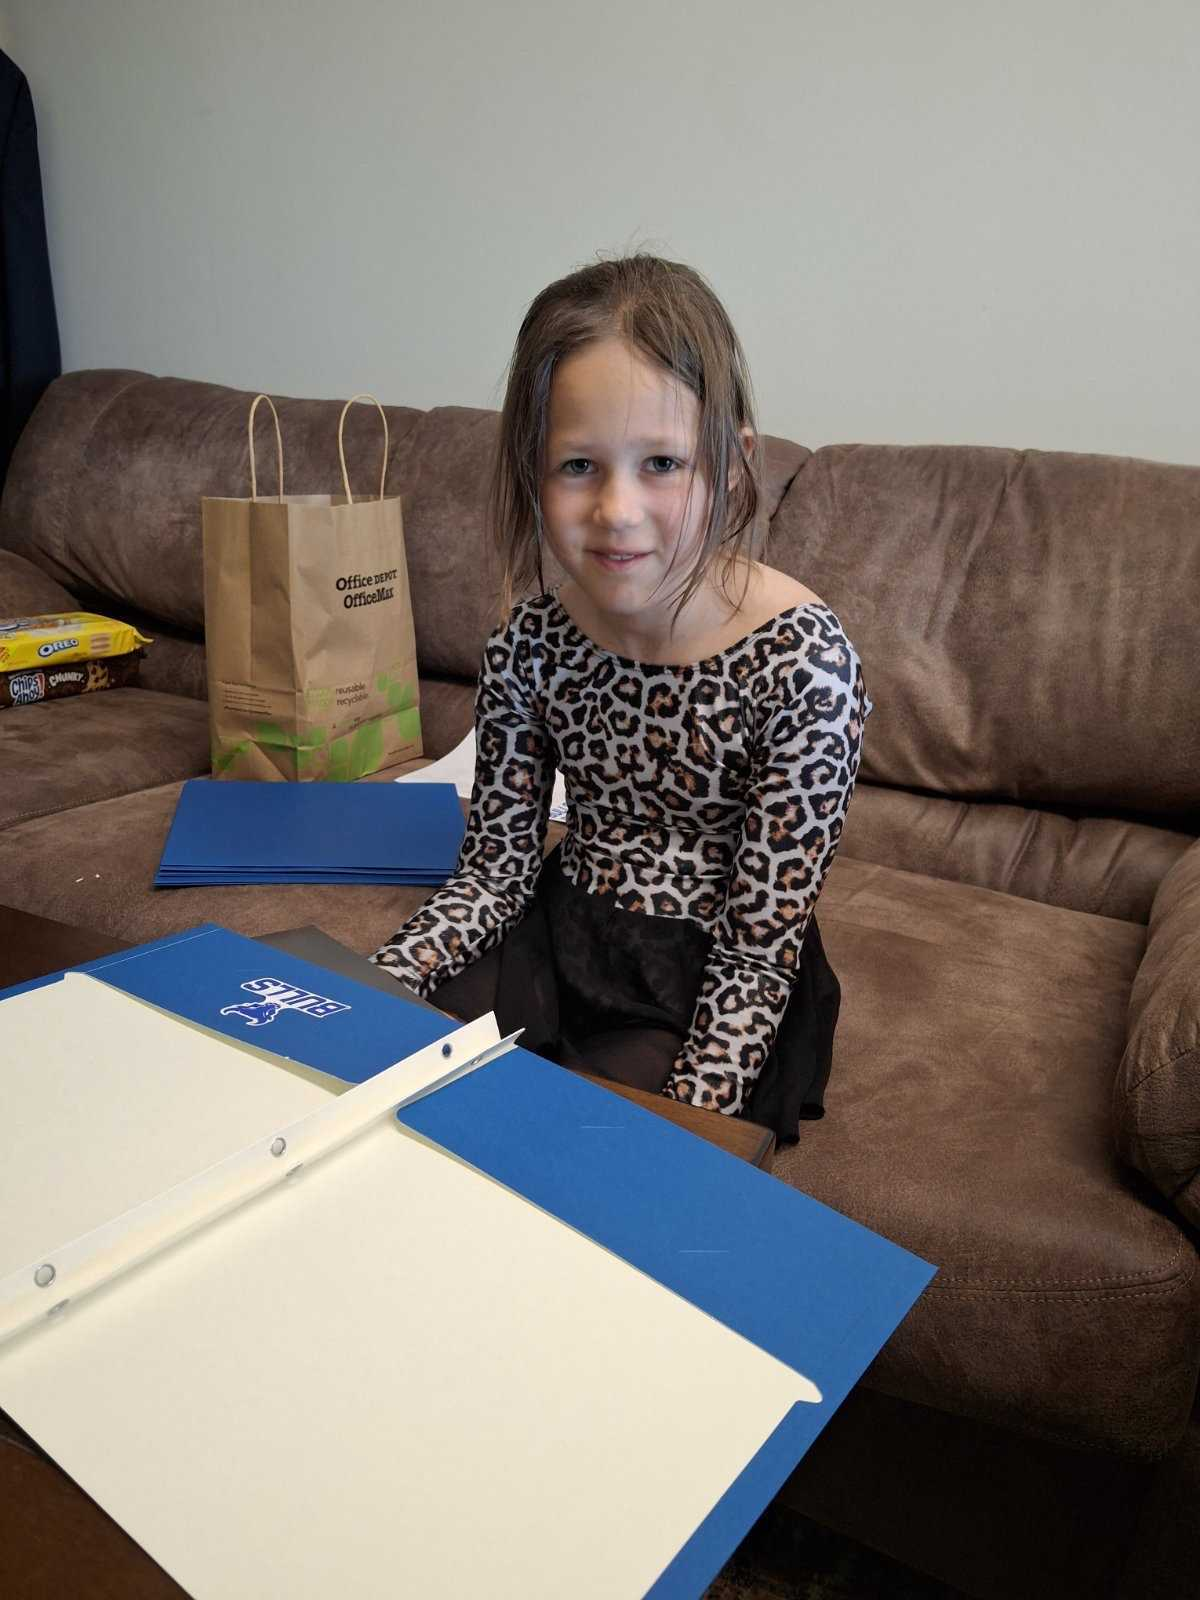 Office DEPOT
OfficeMax
OREO
Chips
Ahoy!
CHUNKY
reusable
recyclable
BULLS